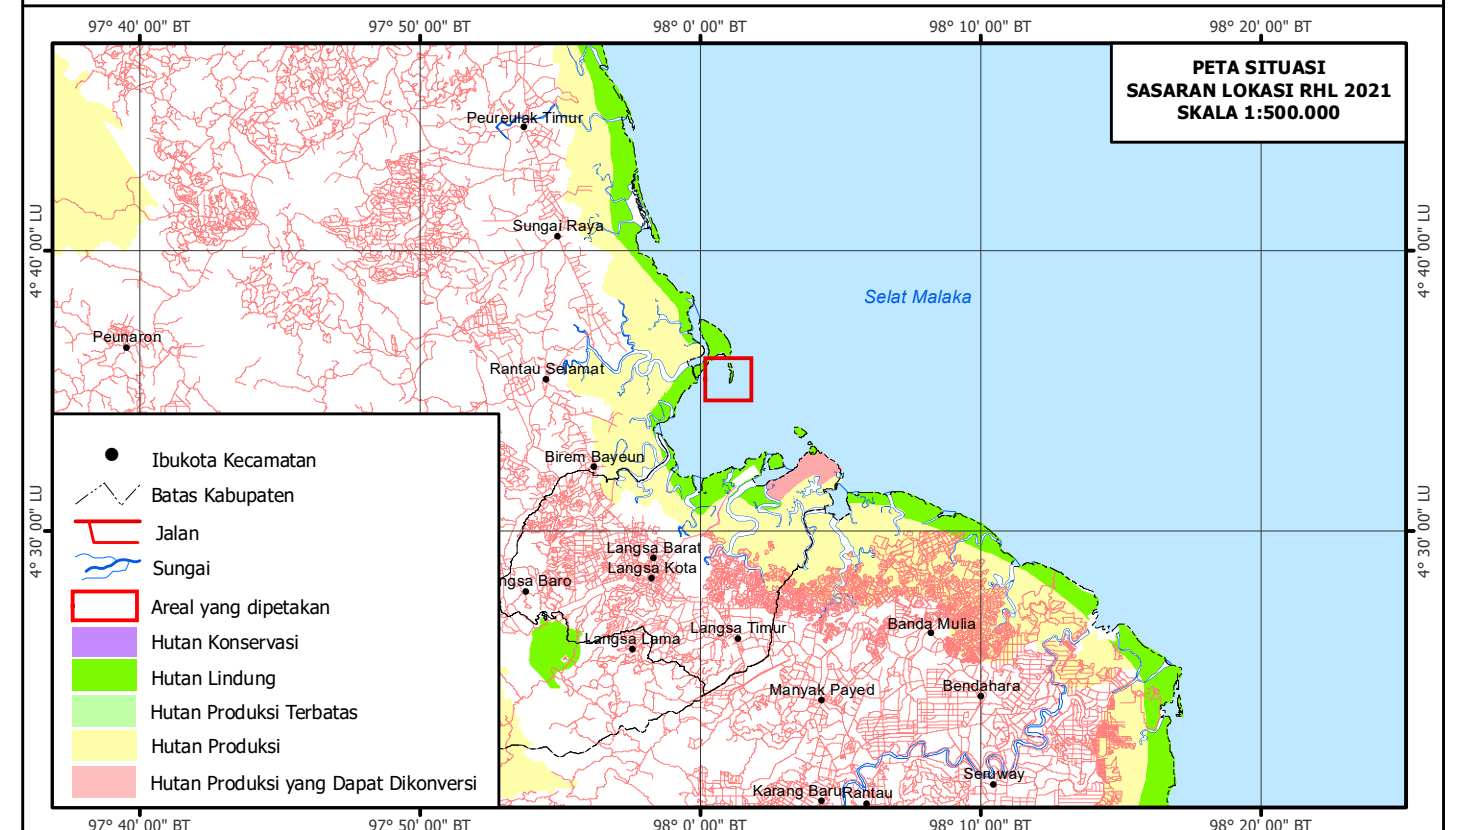 97° 40' 00" BT
97° 50' 00" BT
98° 0' 00" BT
98° 10' 00" BT
98° 20' 00" BT
PETA SITUASI
SASARAN LOKASI RHL 2021
SKALA 1:500.000
Peureulak Timur
4° 40' 00" LU
Sungai Raya
4° 40' 00" LU
Selat Malaka
Peunaron
Rantau Selamat
Birem Bayeun
Ibukota Kecamatan
Batas Kabupaten
Jalan
Sungai
Areal yang dipetakan
Hutan Konservasi
Hutan Lindung
Hutan Produksi Terbatas
Hutan Produksi
Hutan Produksi yang Dapat Dikonversi
4° 30' 00" LU
4° 30' 00" LU
Langsa Barat
Langsa Kota
ngsa Baro
Langsa Lama
Langsa Timur
Banda Mulia
Manyak Payed
Bendahara
Seruway
Karang Baru
Rantau
97° 40' 00" BT
97° 50' 00" BT
98° 0' 00" BT
98° 10' 00" BT
98° 20' 00" BT